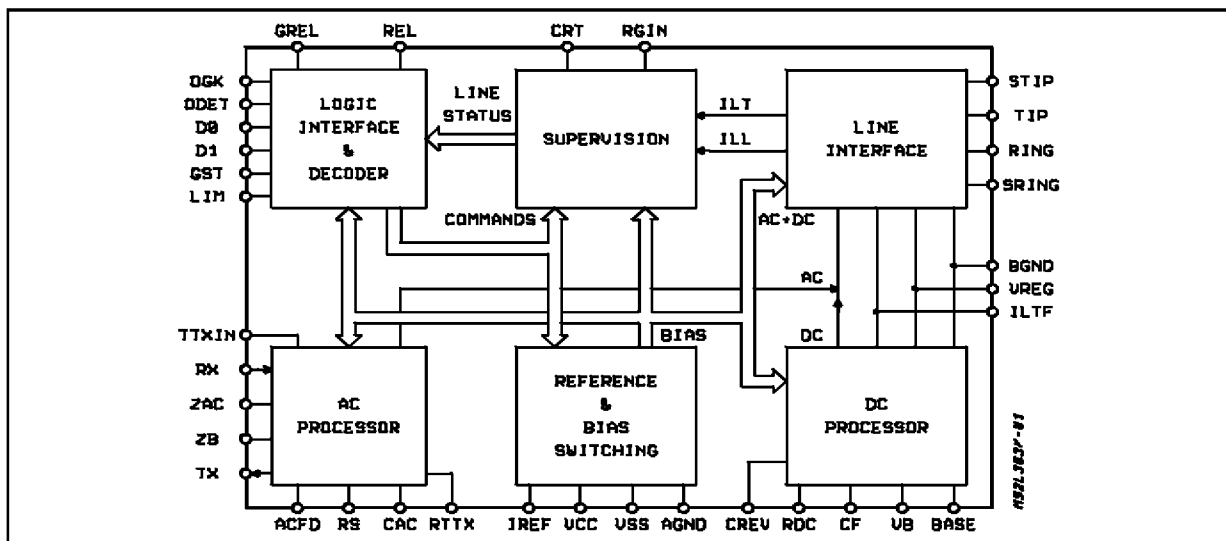 GREL REL CRT RGIN
OGK
DDET
D0
D1
GST
LIM
LOGIC
INTERFACE
&
DECODER
LINE
STATUS
SUPERVISION
ILT
ILL
LINE
INTERFACE
STIP
TIP
RING
SRING
COMMANDS
AC+DC
AC
BGND
VREG
ILTF
BIAS
DC
TTXIN
RX
ZAC
ZB
TX
AC
PROCESSOR
REFERENCE
&
BIAS
SWITCHING
DC
PROCESSOR
ACFD RS CAC RTTX IREF VCC VSS AGND CREV RDC CF VB BASE